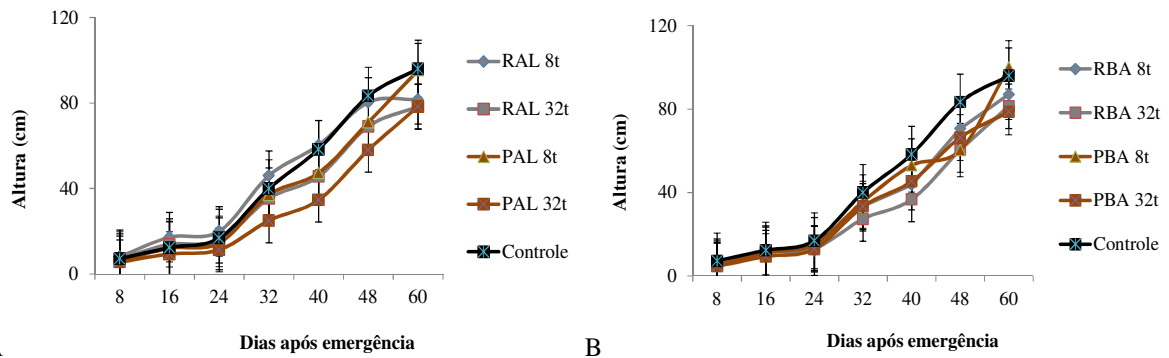 Altura (cm)
120
80
40
0
8 16 24 32 40 48 60
Dias após emergência
RAL 8t
RAL 32t
PAL 8t
PAL 32t
Controle
B
Altura (cm)
120
80
40
0
8 16 24 32 40 48 60
Dias após emergência
RBA 8t
RBA 32t
PBA 8t
PBA 32t
Controle